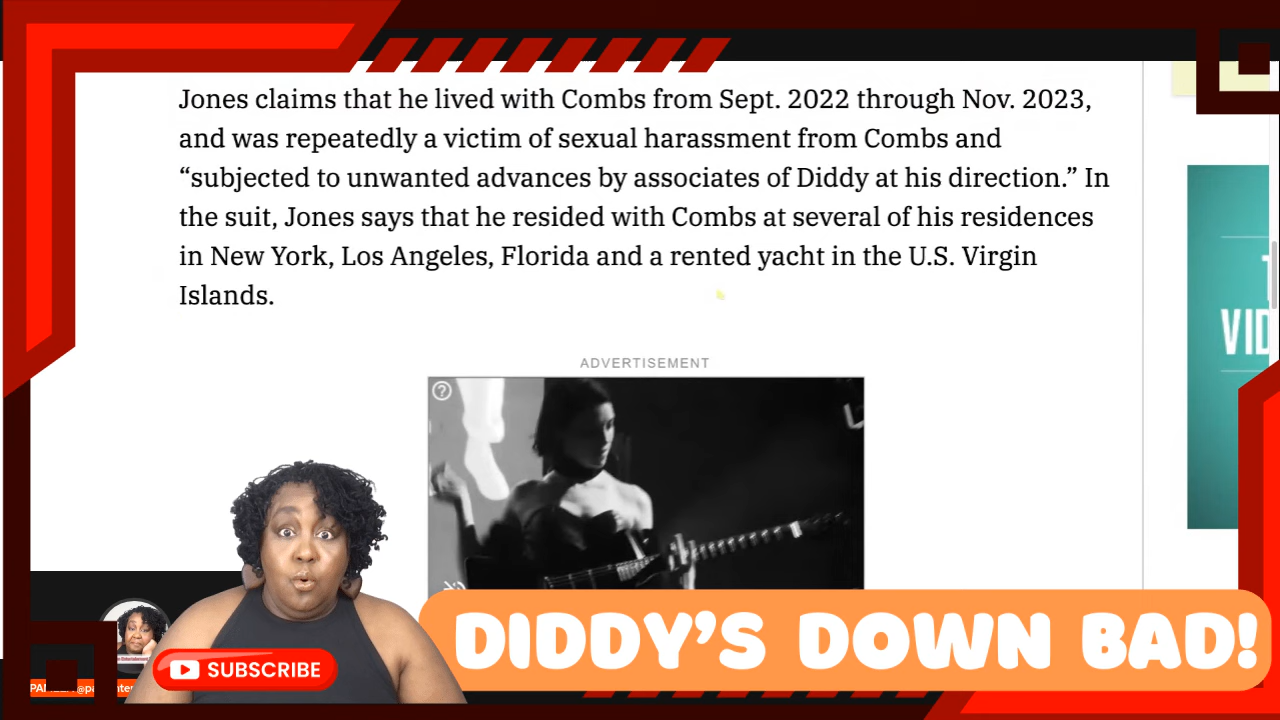 Jones claims that he lived with Combs from Sept. 2022 through Nov. 2023,
and was repeatedly a victim of sexual harassment from Combs and
“subjected to unwanted advances by associates of Diddy at his direction.” In
the suit, Jones says that he resided with Combs at several of his residences
in New York, Los Angeles, Florida and a rented yacht in the U.S. Virgin
Islands.
ADVERTISEMENT
VID
SUBSCRIBE
DIDDY'S DOWN BAD!